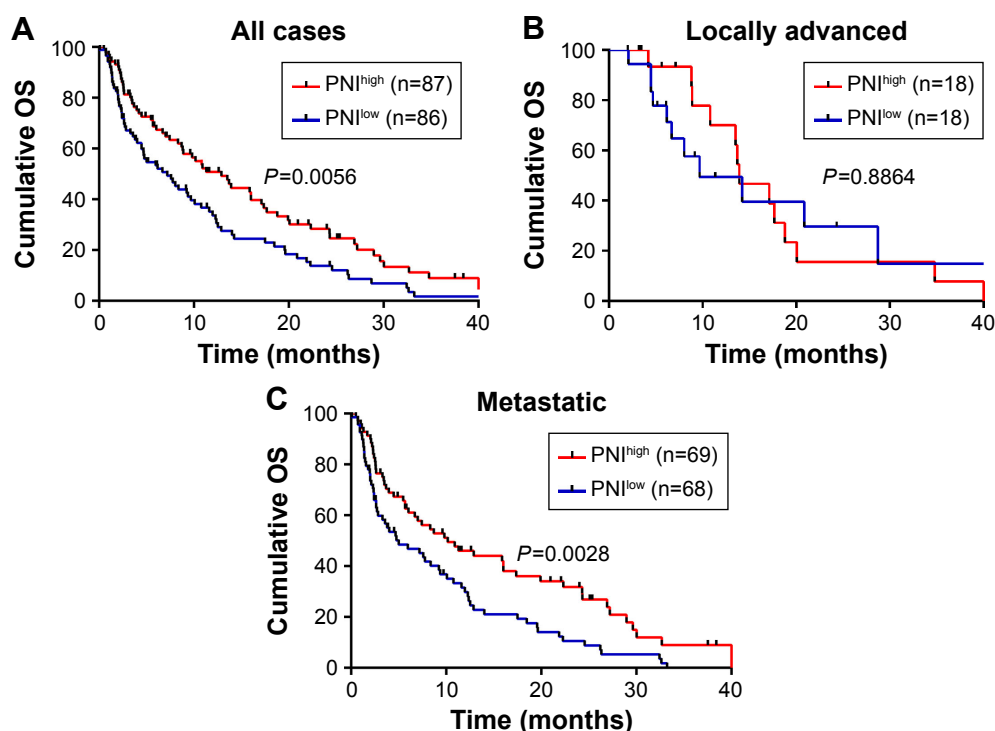 A
All cases
Cumulative OS
100
80
60
40
20
0
PNIhigh (n=87)
PNIlow (n=86)
P=0.0056
0 10 20 30 40
Time (months)
B
Locally advanced
Cumulative OS
100
80
60
40
20
0
PNIhigh (n=18)
PNIlow (n=18)
P=0.8864
0 10 20 30 40
Time (months)
C
Metastatic
Cumulative OS
100
80
60
40
20
0
PNIhigh (n=69)
PNIlow (n=68)
P=0.0028
0 10 20 30 40
Time (months)